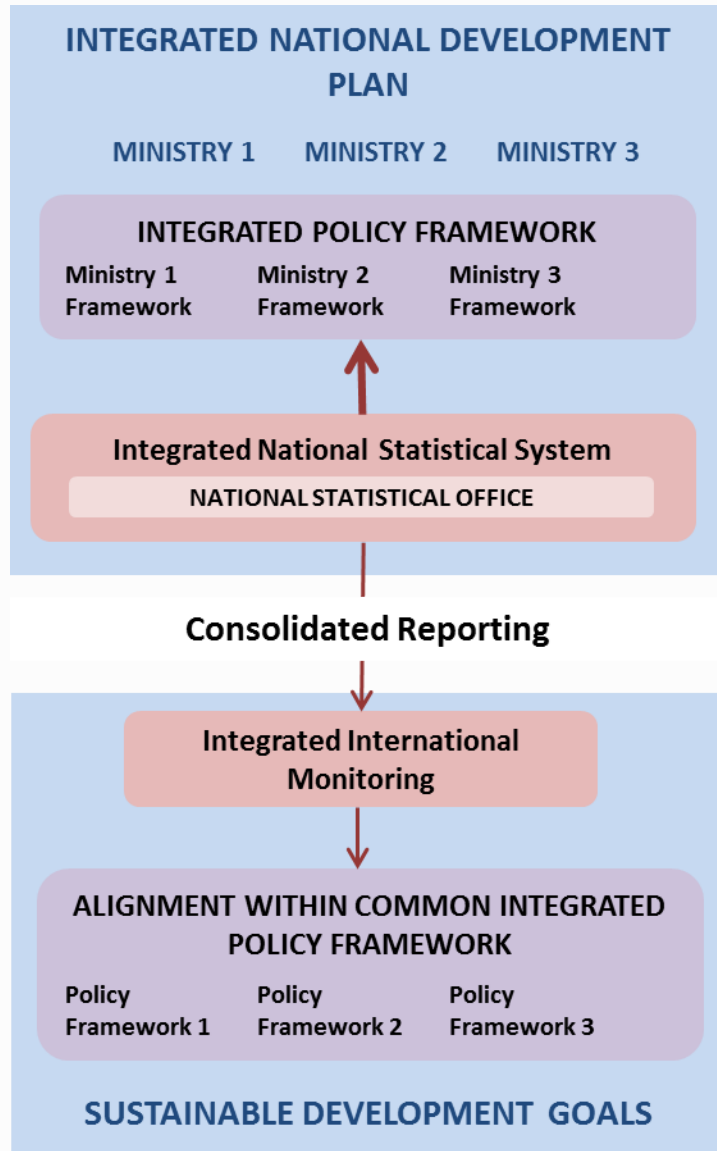 INTEGRATED NATIONAL DEVELOPMENT
PLAN
MINISTRY 1 MINISTRY 2 MINISTRY 3
INTEGRATED POLICY FRAMEWORK
Ministry 1 Ministry 2 Ministry 3
Framework Framework Framework
Integrated National Statistical System
NATIONAL STATISTICAL OFFICE
Consolidated Reporting
Integrated International
Monitoring
ALIGNMENT WITHIN COMMON INTEGRATED
POLICY FRAMEWORK
Policy Policy Policy
Framework 1 Framework 2 Framework 3
SUSTAINABLE DEVELOPMENT GOALS